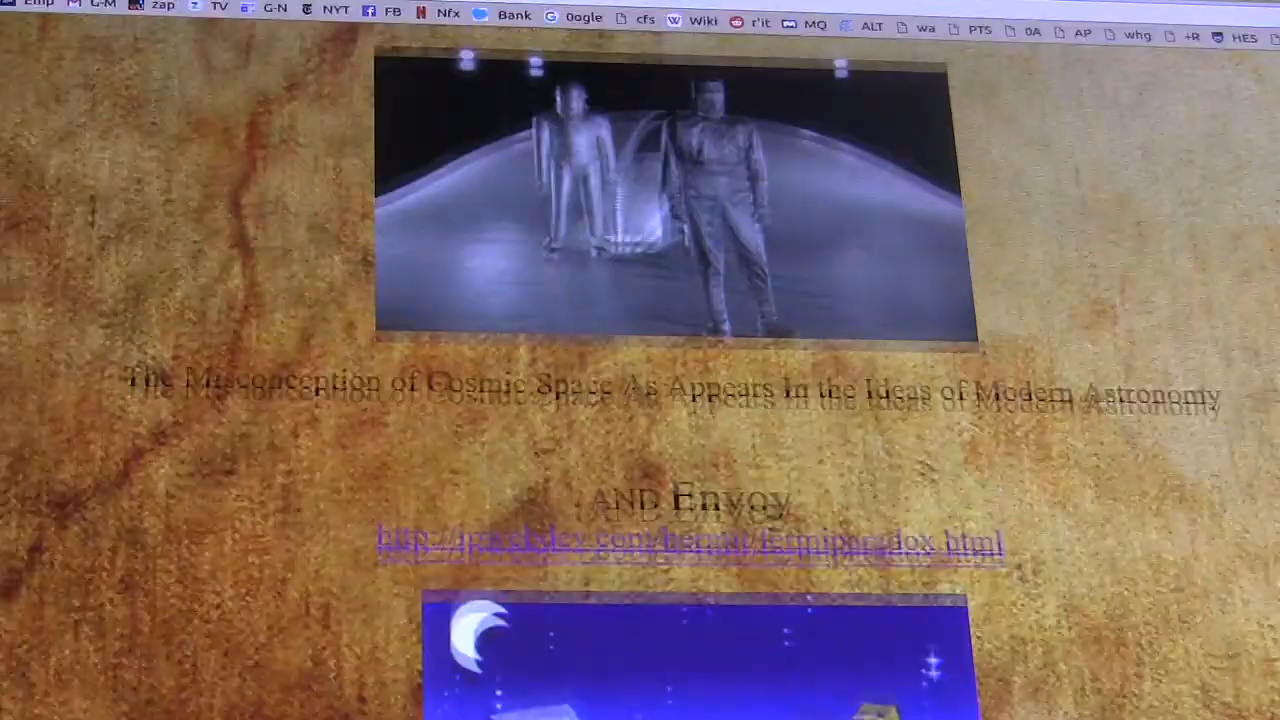 Emp G-M zap TV G-N NYT FB Nfx Bank Oogle cfs Wiki r'it MQ ALT wa PTS 0A AP whg +R HES
The Misconception of Cosmic Space As Appears In the Ideas of Modern Astronomy
AND Envoy